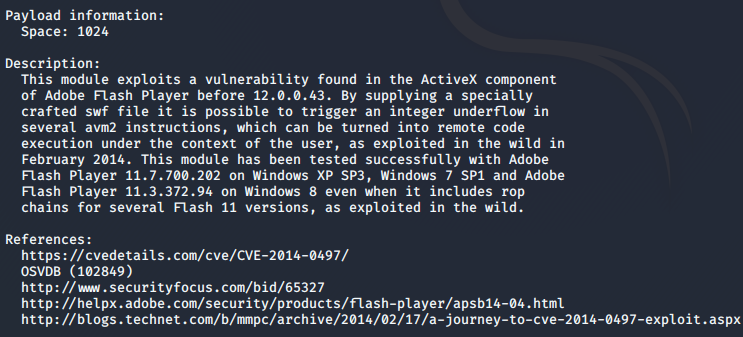 Payload information:
Space: 1024
Description:
This module exploits a vulnerability found in the ActiveX component
of Adobe Flash Player before 12.0.0.43. By supplying a specially
crafted swf file it is possible to trigger an integer underflow in
several avm2 instructions, which can be turned into remote code
execution under the context of the user, as exploited in the wild in
February 2014. This module has been tested successfully with Adobe
Flash Player 11.7.700.202 on Windows XP SP3, Windows 7 SP1 and Adobe
Flash Player 11.3.372.94 on Windows 8 even when it includes rop
chains for several Flash 11 versions, as exploited in the wild.
References:
https://cvedetails.com/cve/CVE-2014-0497/
OSVDB (102849)
http://www.securityfocus.com/bid/65327
http://helpx.adobe.com/security/products/flash-player/apsb14-04.html
http://blogs.technet.com/b/mmpc/archive/2014/02/17/a-journey-to-cve-2014-0497-exploit.aspx